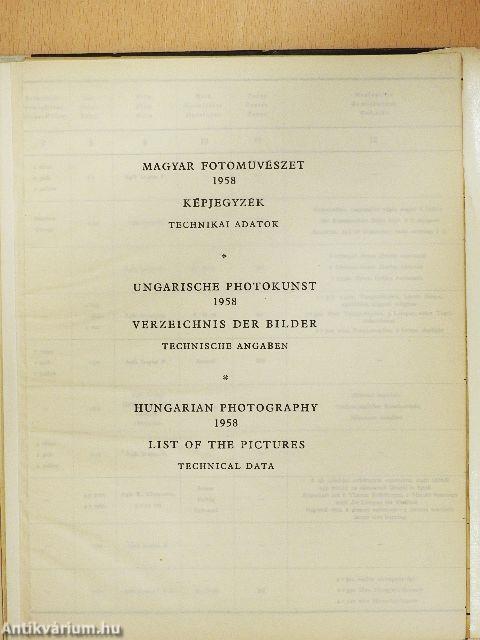 MAGYAR FOTOMŰVÉSZET
1958
KÉPJEGYZÉK
TECHNIKAI ADATOK
*
UNGARISCHE PHOTOKUNST
1958
VERZEICHNIS DER BILDER
TECHNISCHE ANGABEN
*
HUNGARIAN PHOTOGRAPHY
1958
LIST OF THE PICTURES
TECHNICAL DATA
Antikvárium.hu